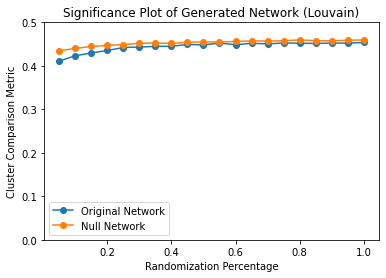 Significance Plot of Generated Network (Louvain)
Cluster Comparison Metric
0.5
0.4
0.3
0.2
0.1
0.0
Original Network
Null Network
0.2
0.4
0.6
0.8
1.0
Randomization Percentage